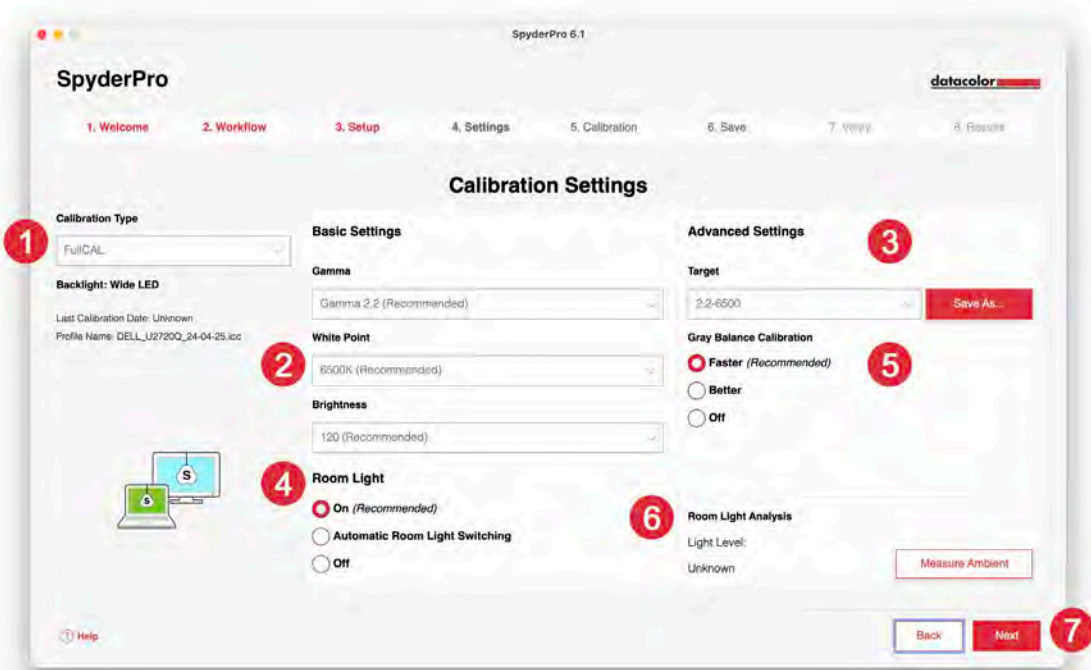 SpyderPro 6.1
SpyderPro
datacolor
1. Welcome
2. Workflow
3. Setup
4. Settings
5. Calibration
6. Save
7. Verify
8. Results
Calibration Settings
1
Calibration Type
FullCAL
Backlight: Wide LED
Last Calibration Date: Unknown
Profile Name: DELL_U2720Q_24-04-25.icc
S
S
Basic Settings
Gamma
Gamma 2.2 (Recommended)
2
White Point
6500K (Recommended)
Brightness
120 (Recommended)
4
Room Light
On (Recommended)
Automatic Room Light Switching
Off
Advanced Settings
3
Target
2.2-6500
Save As...
Gray Balance Calibration
5
Faster (Recommended)
Better
Off
6
Room Light Analysis
Light Level:
Unknown
Measure Ambient
? Help
Back
Next
7